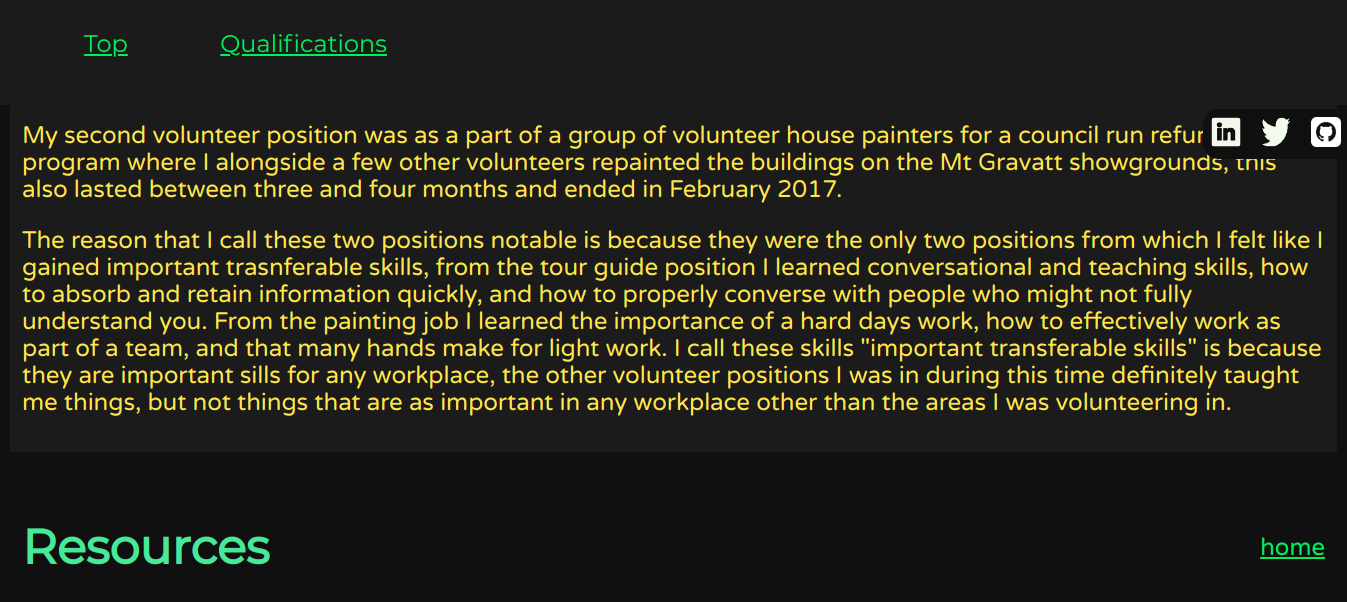 Top Qualifications
My second volunteer position was as a part of a group of volunteer house painters for a council run
program where I alongside a few other volunteers repainted the buildings on the Mt Gravatt showgrounds, this
also lasted between three and four months and ended in February 2017.
The reason that I call these two positions notable is because they were the only two positions from which I felt like I
gained important trasnferable skills, from the tour guide position I learned conversational and teaching skills, how
to absorb and retain information quickly, and how to properly converse with people who might not fully
understand you. From the painting job I learned the importance of a hard days work, how to effectively work as
part of a team, and that many hands make for light work. I call these skills "important transferable skills" is because
they are important sills for any workplace, the other volunteer positions I was in during this time definitely taught
me things, but not things that are as important in any workplace other than the areas I was volunteering in.
Resources home